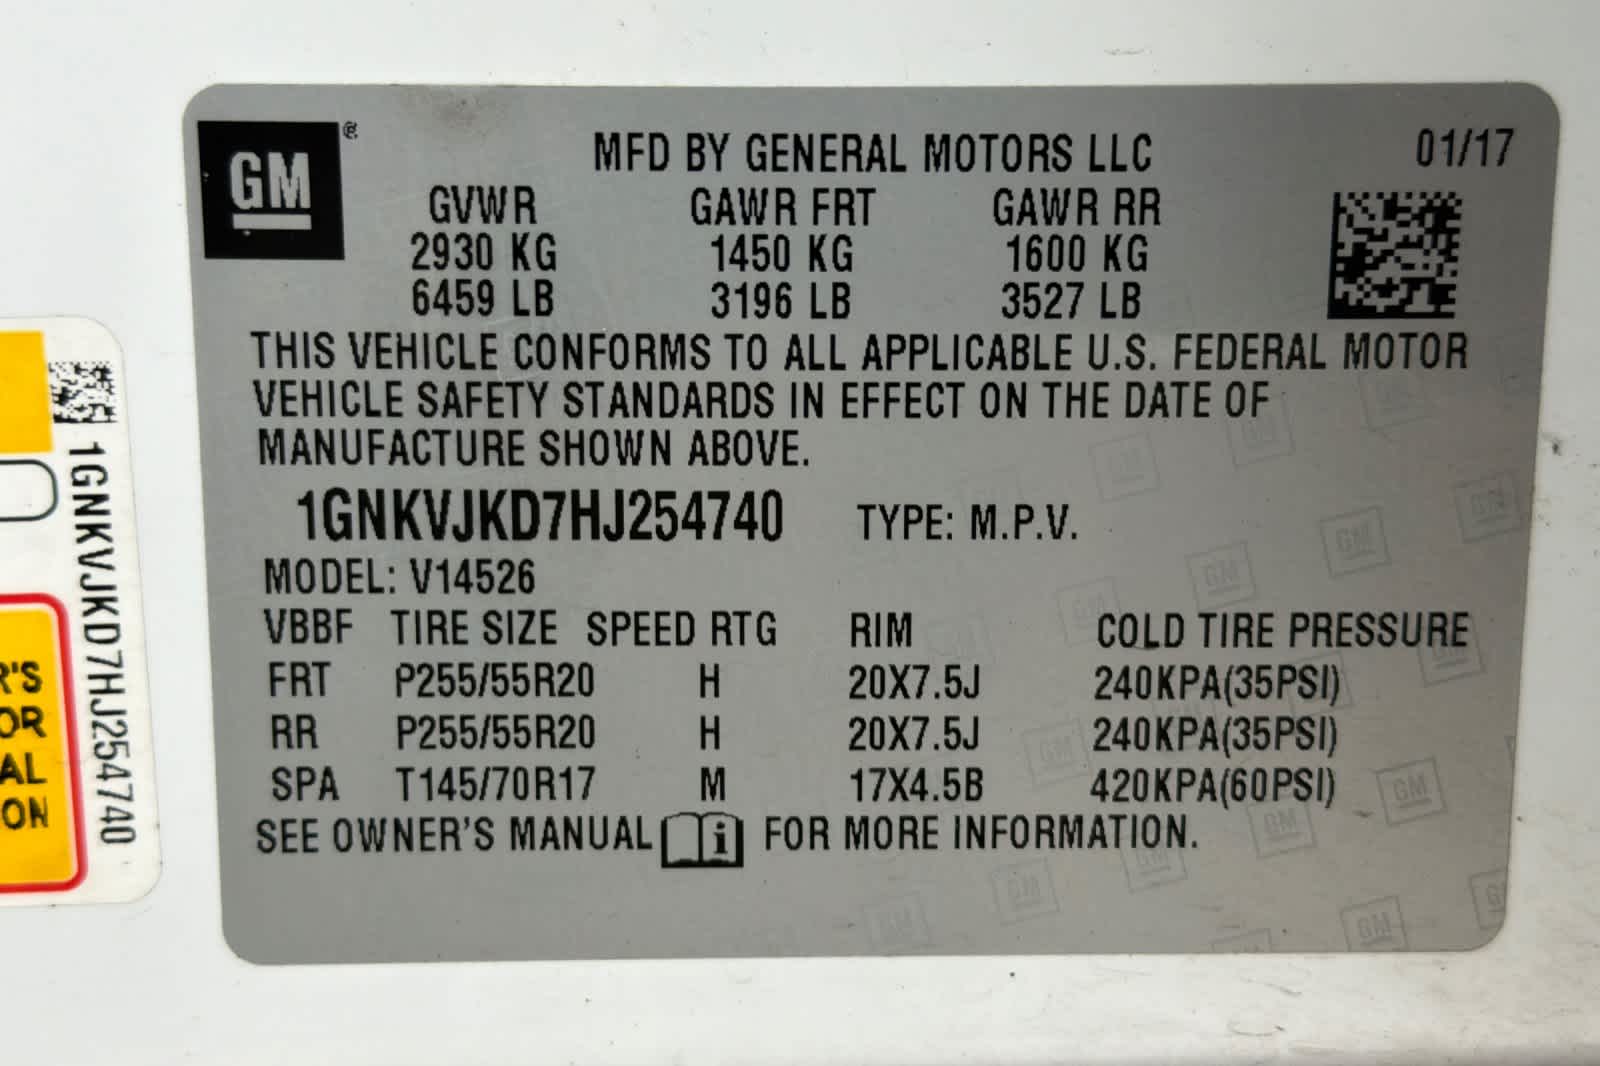 GM®
MFD BY GENERAL MOTORS LLC 01/17
GVWR GAWR FRT GAWR RR
2930 KG 1450 KG 1600 KG
6459 LB 3196 LB 3527 LB
THIS VEHICLE CONFORMS TO ALL APPLICABLE U.S. FEDERAL MOTOR
VEHICLE SAFETY STANDARDS IN EFFECT ON THE DATE OF
MANUFACTURE SHOWN ABOVE.
1GNKVJKD7HJ254740 TYPE: M.P.V.
MODEL: V14526
VBBF TIRE SIZE SPEED RTG RIM COLD TIRE PRESSURE
FRT P255/55R20 H 20X7.5J 240KPA(35PSI)
RR P255/55R20 H 20X7.5J 240KPA(35PSI)
SPA T145/70R17 M 17X4.5B 420KPA(60PSI)
SEE OWNER'S MANUAL i FOR MORE INFORMATION.
1GNKVJKD7HJ254740
R'S
OR
AL
ON